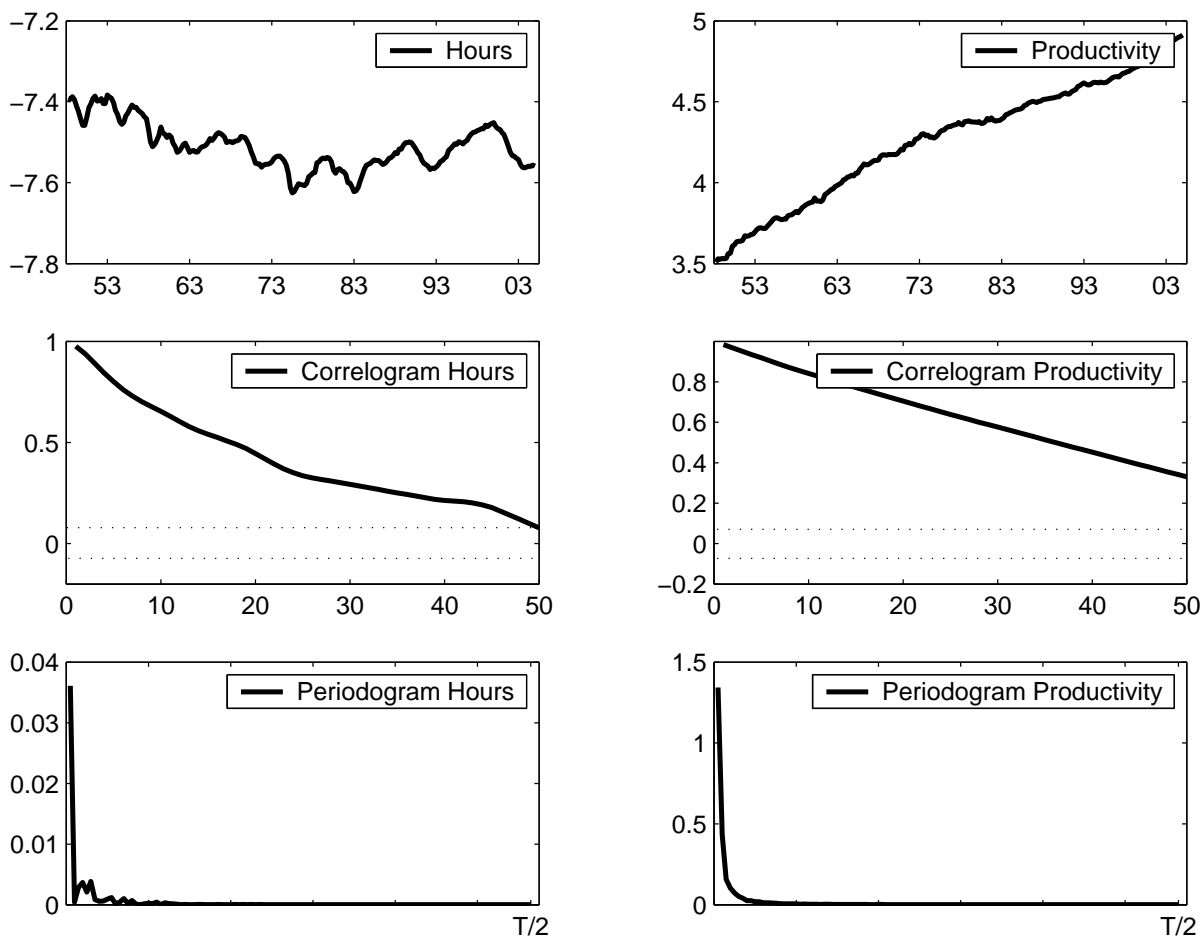 −7.2
−7.4
−7.6
−7.8
Hours
53 63 73 83 93 03
5
4.5
4
3.5
Productivity
53 63 73 83 93 03
1
0.5
0
Correlogram Hours
0 10 20 30 40 50
0.8
0.6
0.4
0.2
0
−0.2
Correlogram Productivity
0 10 20 30 40 50
0.04
0.03
0.02
0.01
0
Periodogram Hours
T/2
1.5
1
0.5
0
Periodogram Productivity
T/2